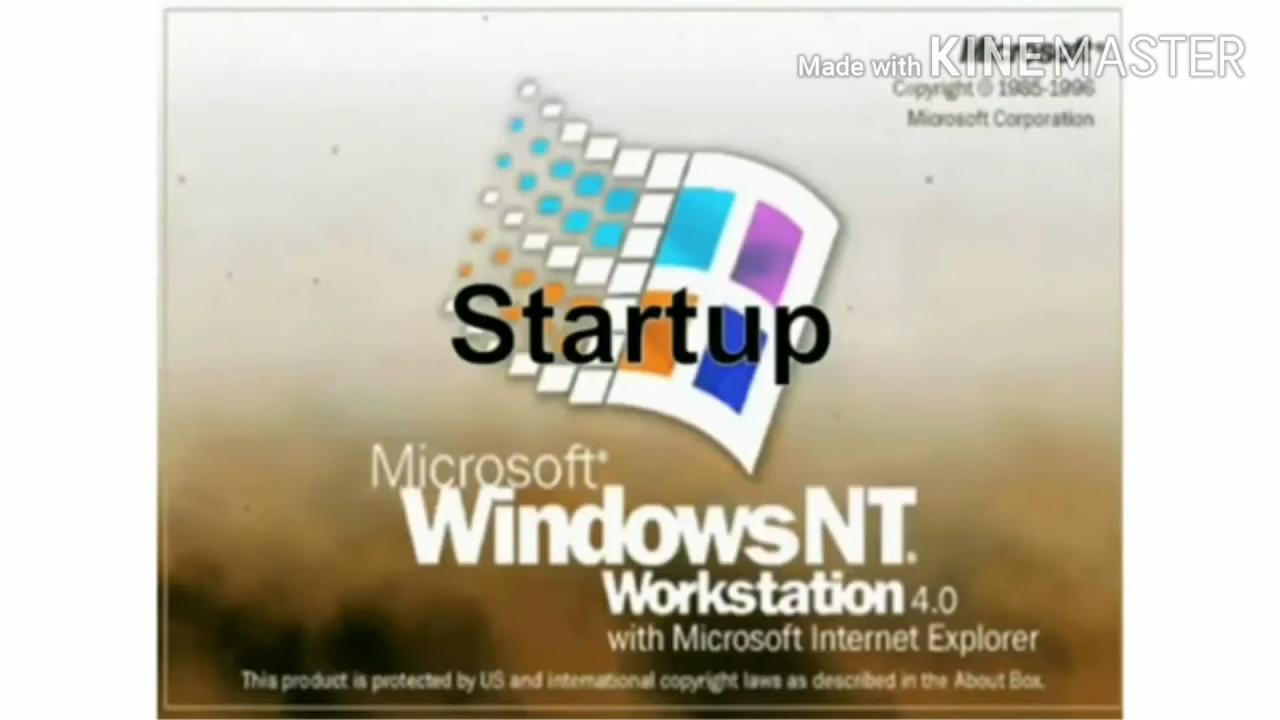 Made with KINEMASTER
Microsoft
Copyright © 1985-1996
Microsoft Corporation
Startup
Microsoft®
Windows NT.
Workstation 4.0
with Microsoft Internet Explorer
This product is protected by US and international copyright laws as described in the About Box.